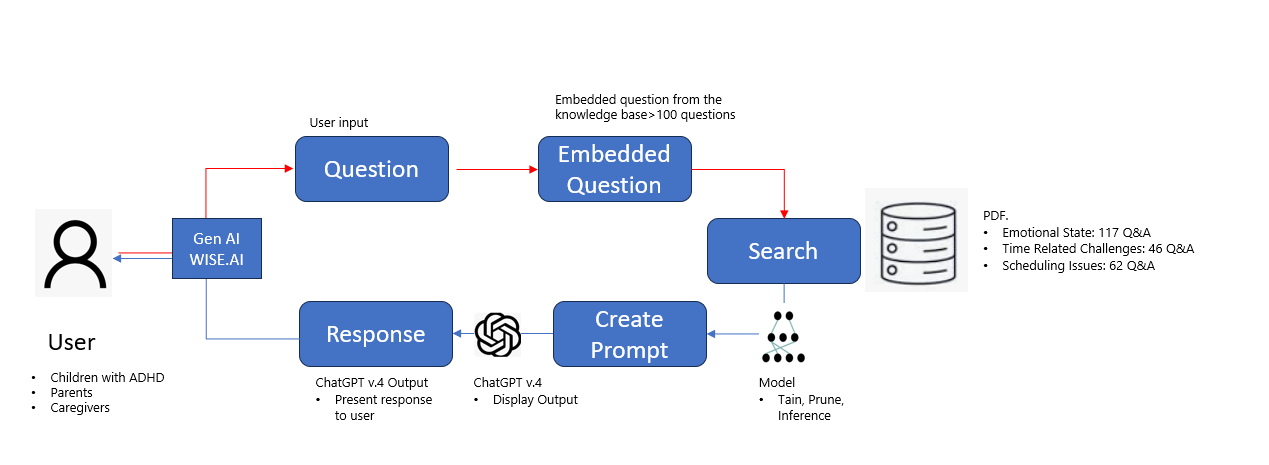 Embedded question from the
knowledge base>100 questions
User input
Question
Embedded
Question
Gen AI
WISE.AI
Search
PDF.
• Emotional State: 117 Q&A
• Time Related Challenges: 46 Q&A
• Scheduling Issues: 62 Q&A
User
• Children with ADHD
• Parents
• Caregivers
Response
Create
Prompt
ChatGPT v.4 Output
• Present response
to user
ChatGPT v.4
• Display Output
Model
• Tain, Prune,
Inference